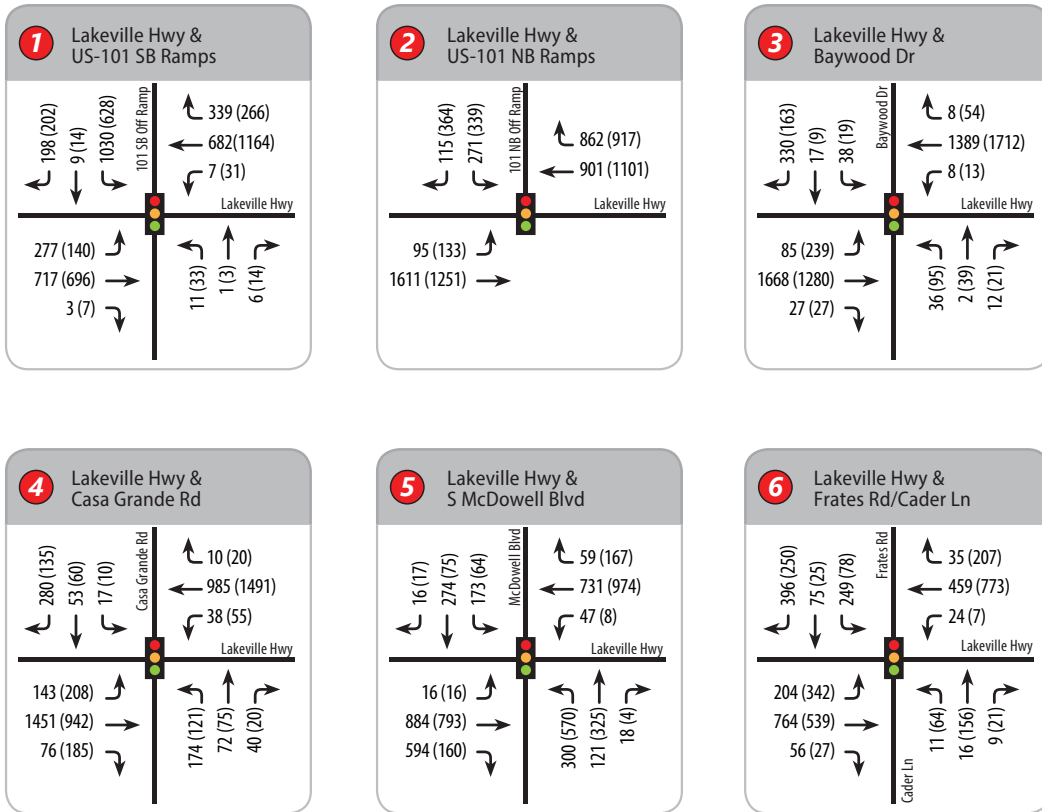 1
Lakeville Hwy &
US-101 SB Ramps
198 (202)
9 (14)
1030 (628)
101 SB Off Ramp
339 (266)
682(1164)
7 (31)
Lakeville Hwy
277 (140)
717 (696)
3 (7)
11 (33)
1 (3)
6 (14)
2
Lakeville Hwy &
US-101 NB Ramps
115 (364)
271 (339)
101 NB Off Ramp
862 (917)
901 (1101)
Lakeville Hwy
95 (133)
1611 (1251)
3
Lakeville Hwy &
Baywood Dr
330 (163)
17 (9)
38 (19)
Baywood Dr
8 (54)
1389 (1712)
8 (13)
Lakeville Hwy
85 (239)
1668 (1280)
27 (27)
36 (95)
2 (39)
12 (21)
4
Lakeville Hwy &
Casa Grande Rd
280 (135)
53 (60)
17 (10)
Casa Grande Rd
10 (20)
985 (1491)
38 (55)
Lakeville Hwy
143 (208)
1451 (942)
76 (185)
174 (121)
72 (75)
40 (20)
5
Lakeville Hwy &
S McDowell Blvd
16 (17)
274 (75)
173 (64)
McDowell Blvd
59 (167)
731 (974)
47 (8)
Lakeville Hwy
16 (16)
884 (793)
594 (160)
300 (570)
121 (325)
18 (4)
6
Lakeville Hwy &
Frates Rd/Cader Ln
396 (250)
75 (25)
249 (78)
Frates Rd
35 (207)
459 (773)
24 (7)
Lakeville Hwy
204 (342)
764 (539)
56 (27)
11 (64)
16 (156)
9 (21)
Cader Ln